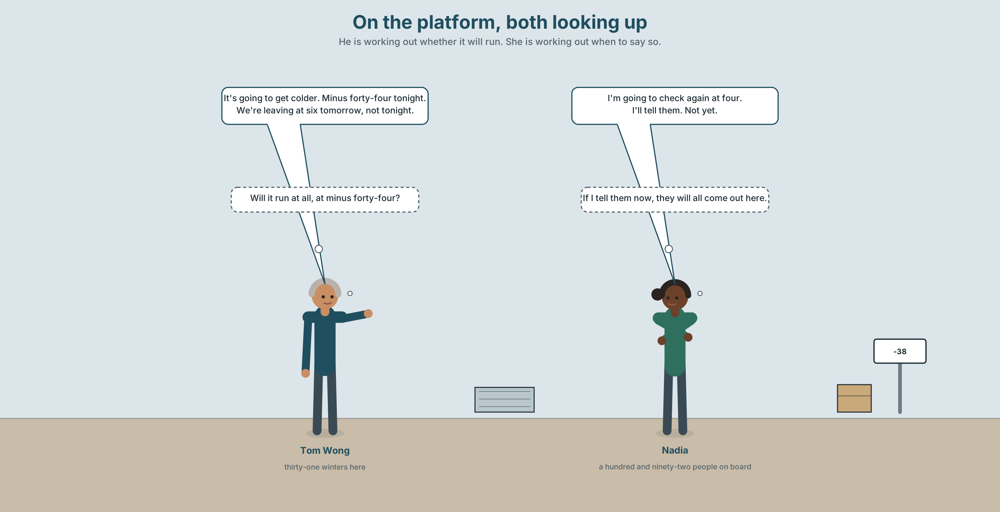 On the platform, both looking up
He is working out whether it will run. She is working out when to say so.
It's going to get colder. Minus forty-four tonight.
We're leaving at six tomorrow, not tonight.
I'm going to check again at four.
I'll tell them. Not yet.
Will it run at all, at minus forty-four?
If I tell them now, they will all come out here.
-38
Tom Wong
thirty-one winters here
Nadia
a hundred and ninety-two people on board